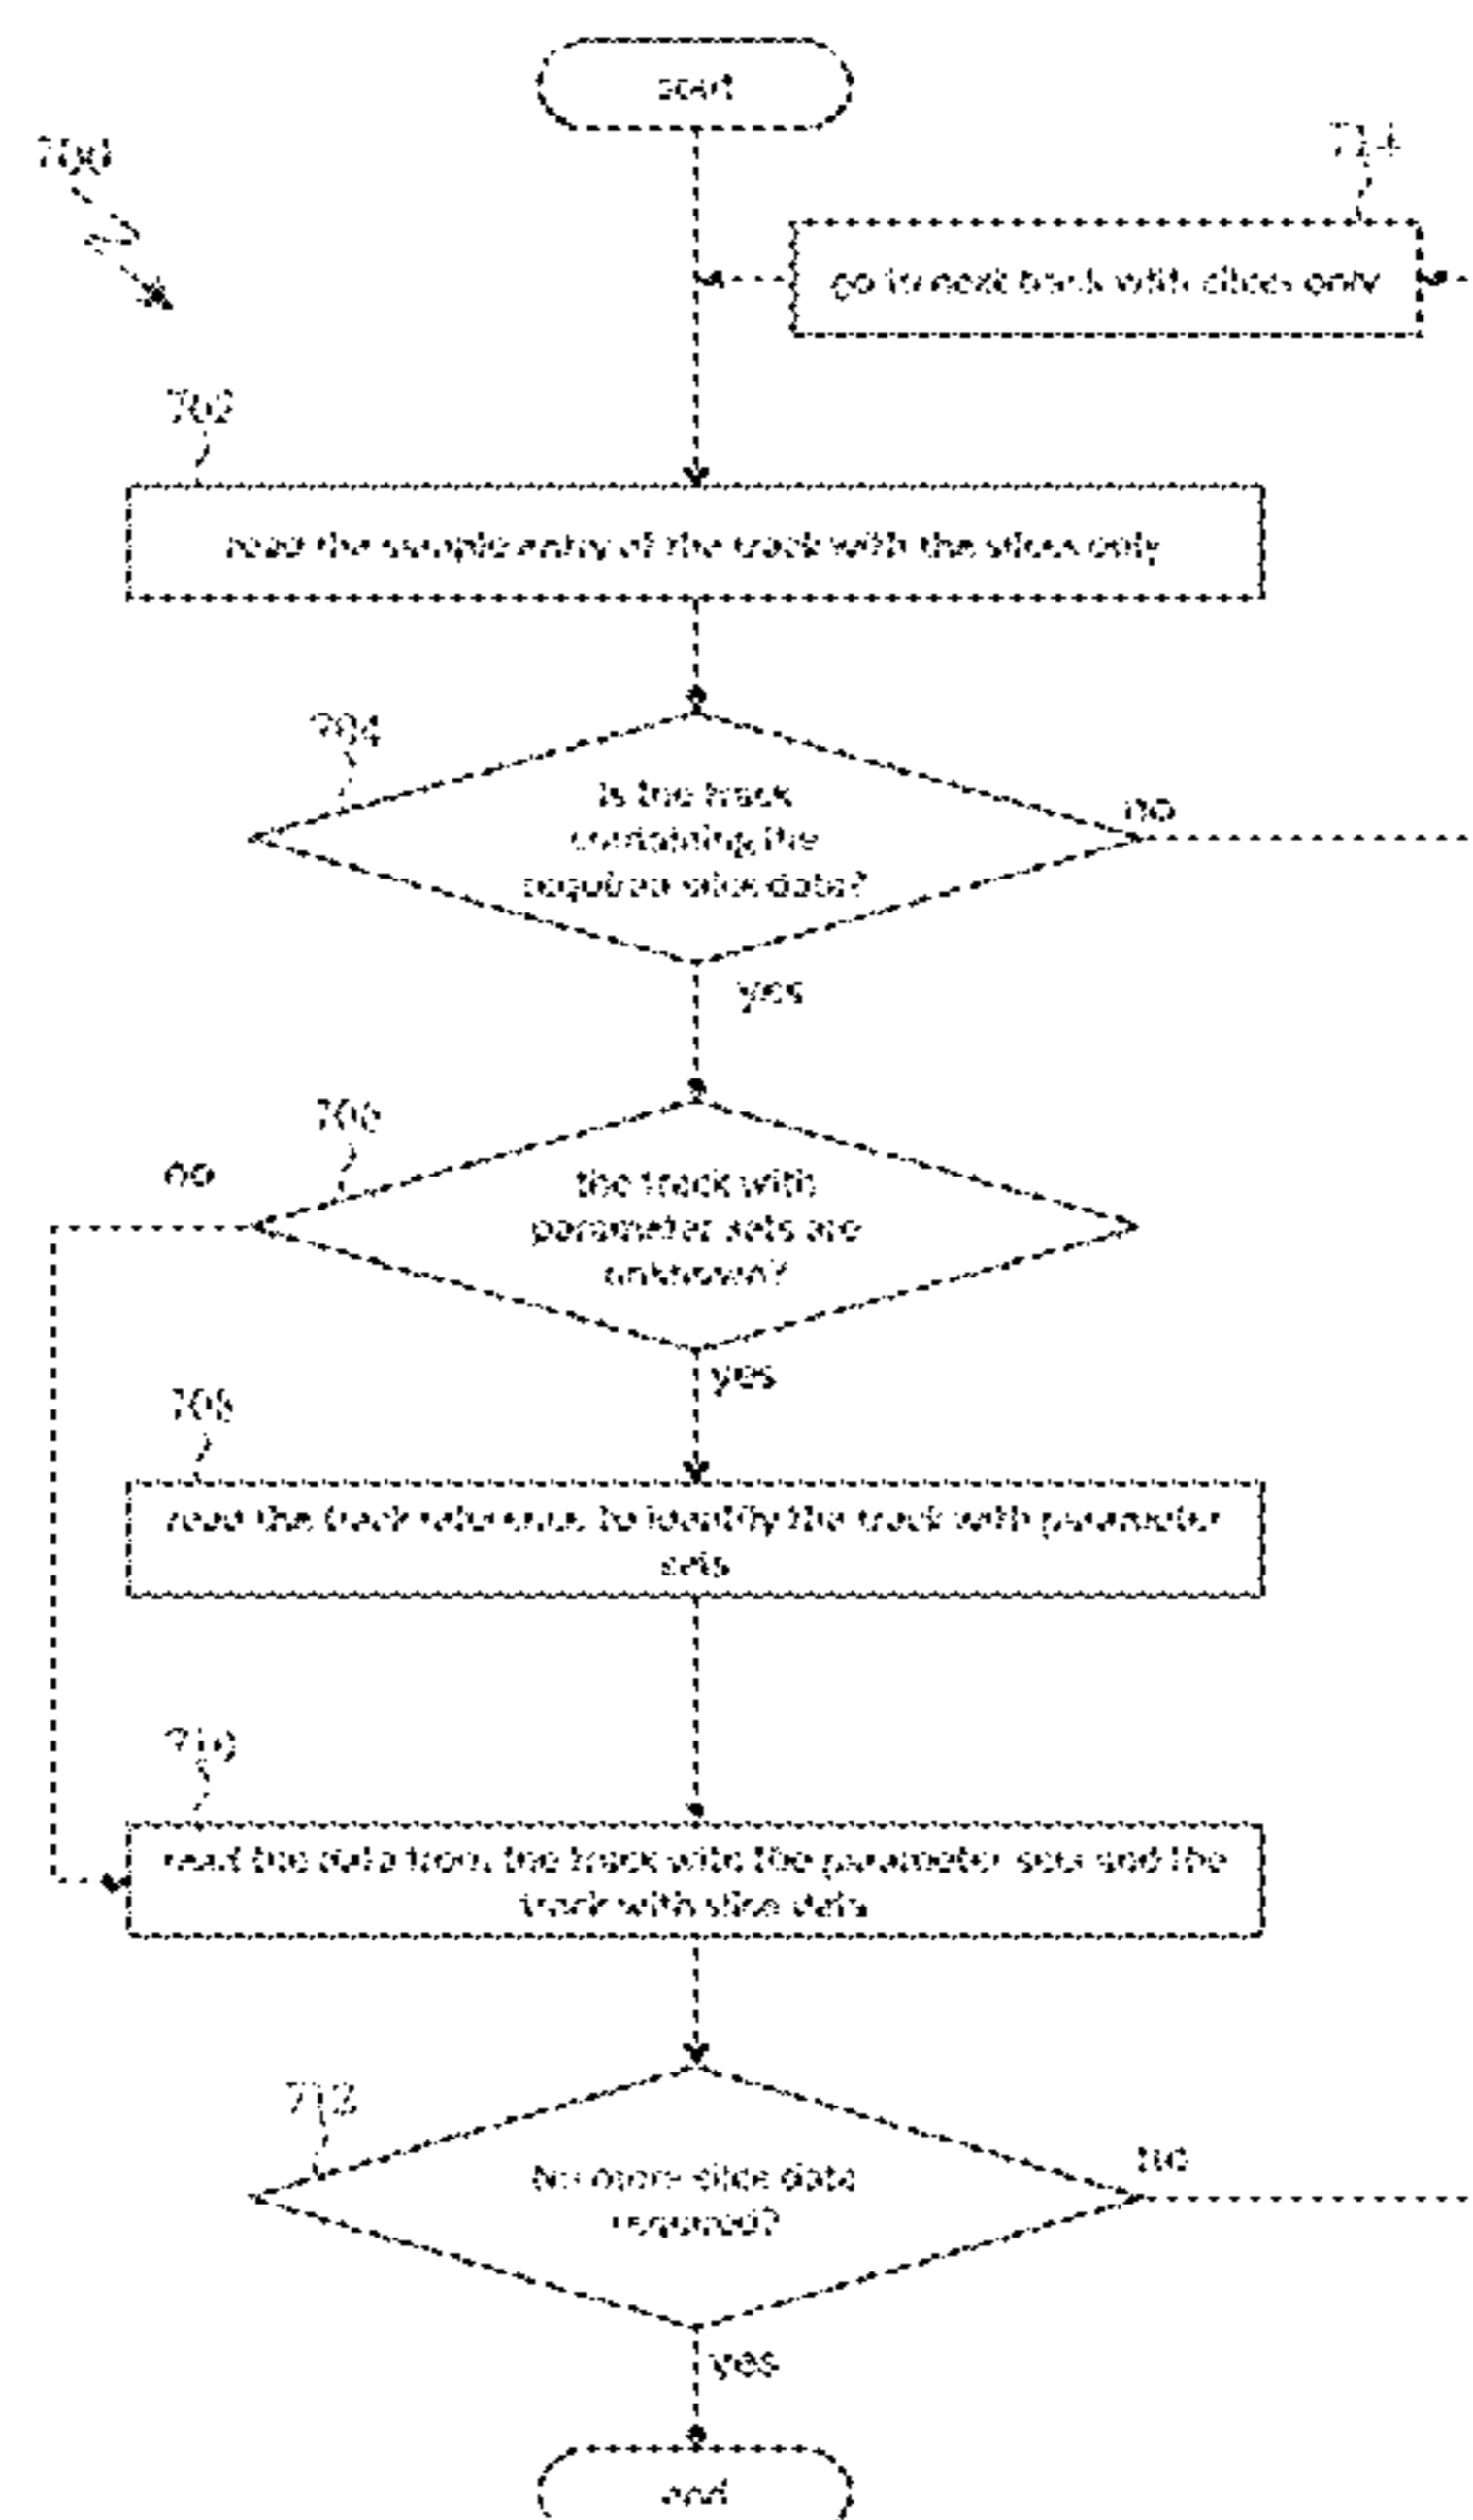 start
700
714
go to next track with slices only
702
read the sample entry of the track with the slices only
704
is the track
containing the
required slice data?
no
yes
706
no
the track with
parameter sets are
unknown?
yes
708
read the track reference to identify the track with parameter
sets
710
read the data from the track with the parameter sets and the
track with slice data
712
No more slice data
required?
no
yes
end